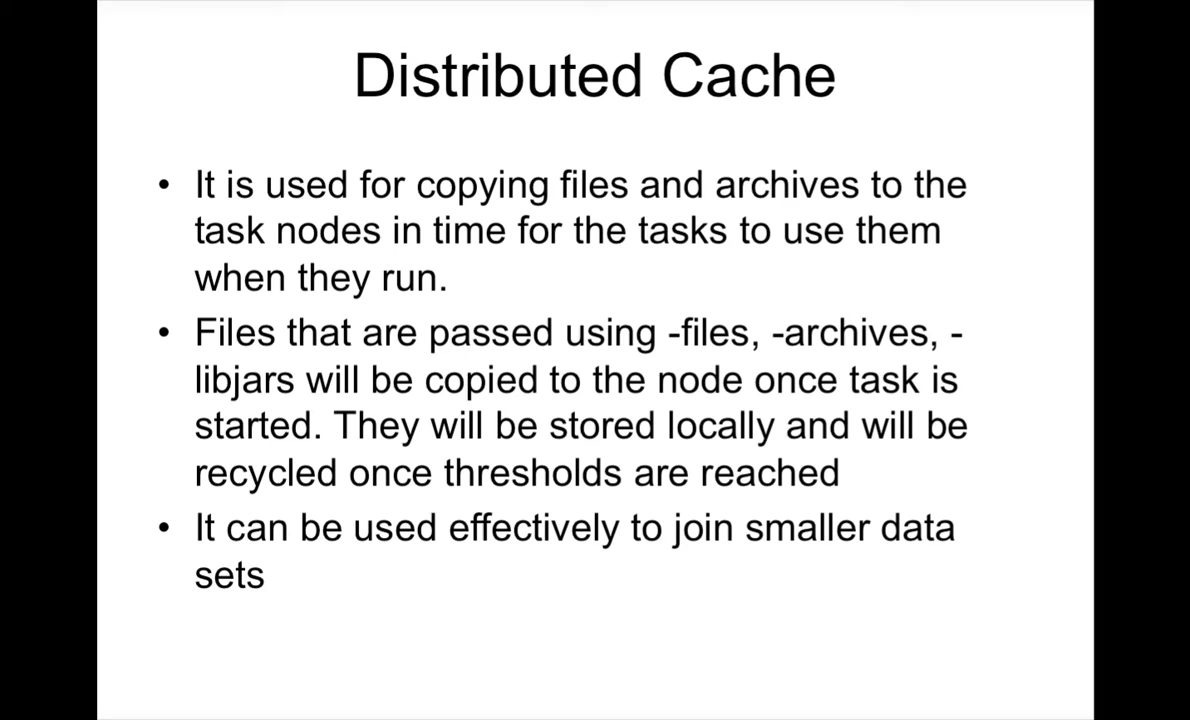 Distributed Cache
• It is used for copying files and archives to the
task nodes in time for the tasks to use them
when they run.
• Files that are passed using -files, -archives, -
libjars will be copied to the node once task is
started. They will be stored locally and will be
recycled once thresholds are reached
• It can be used effectively to join smaller data
sets